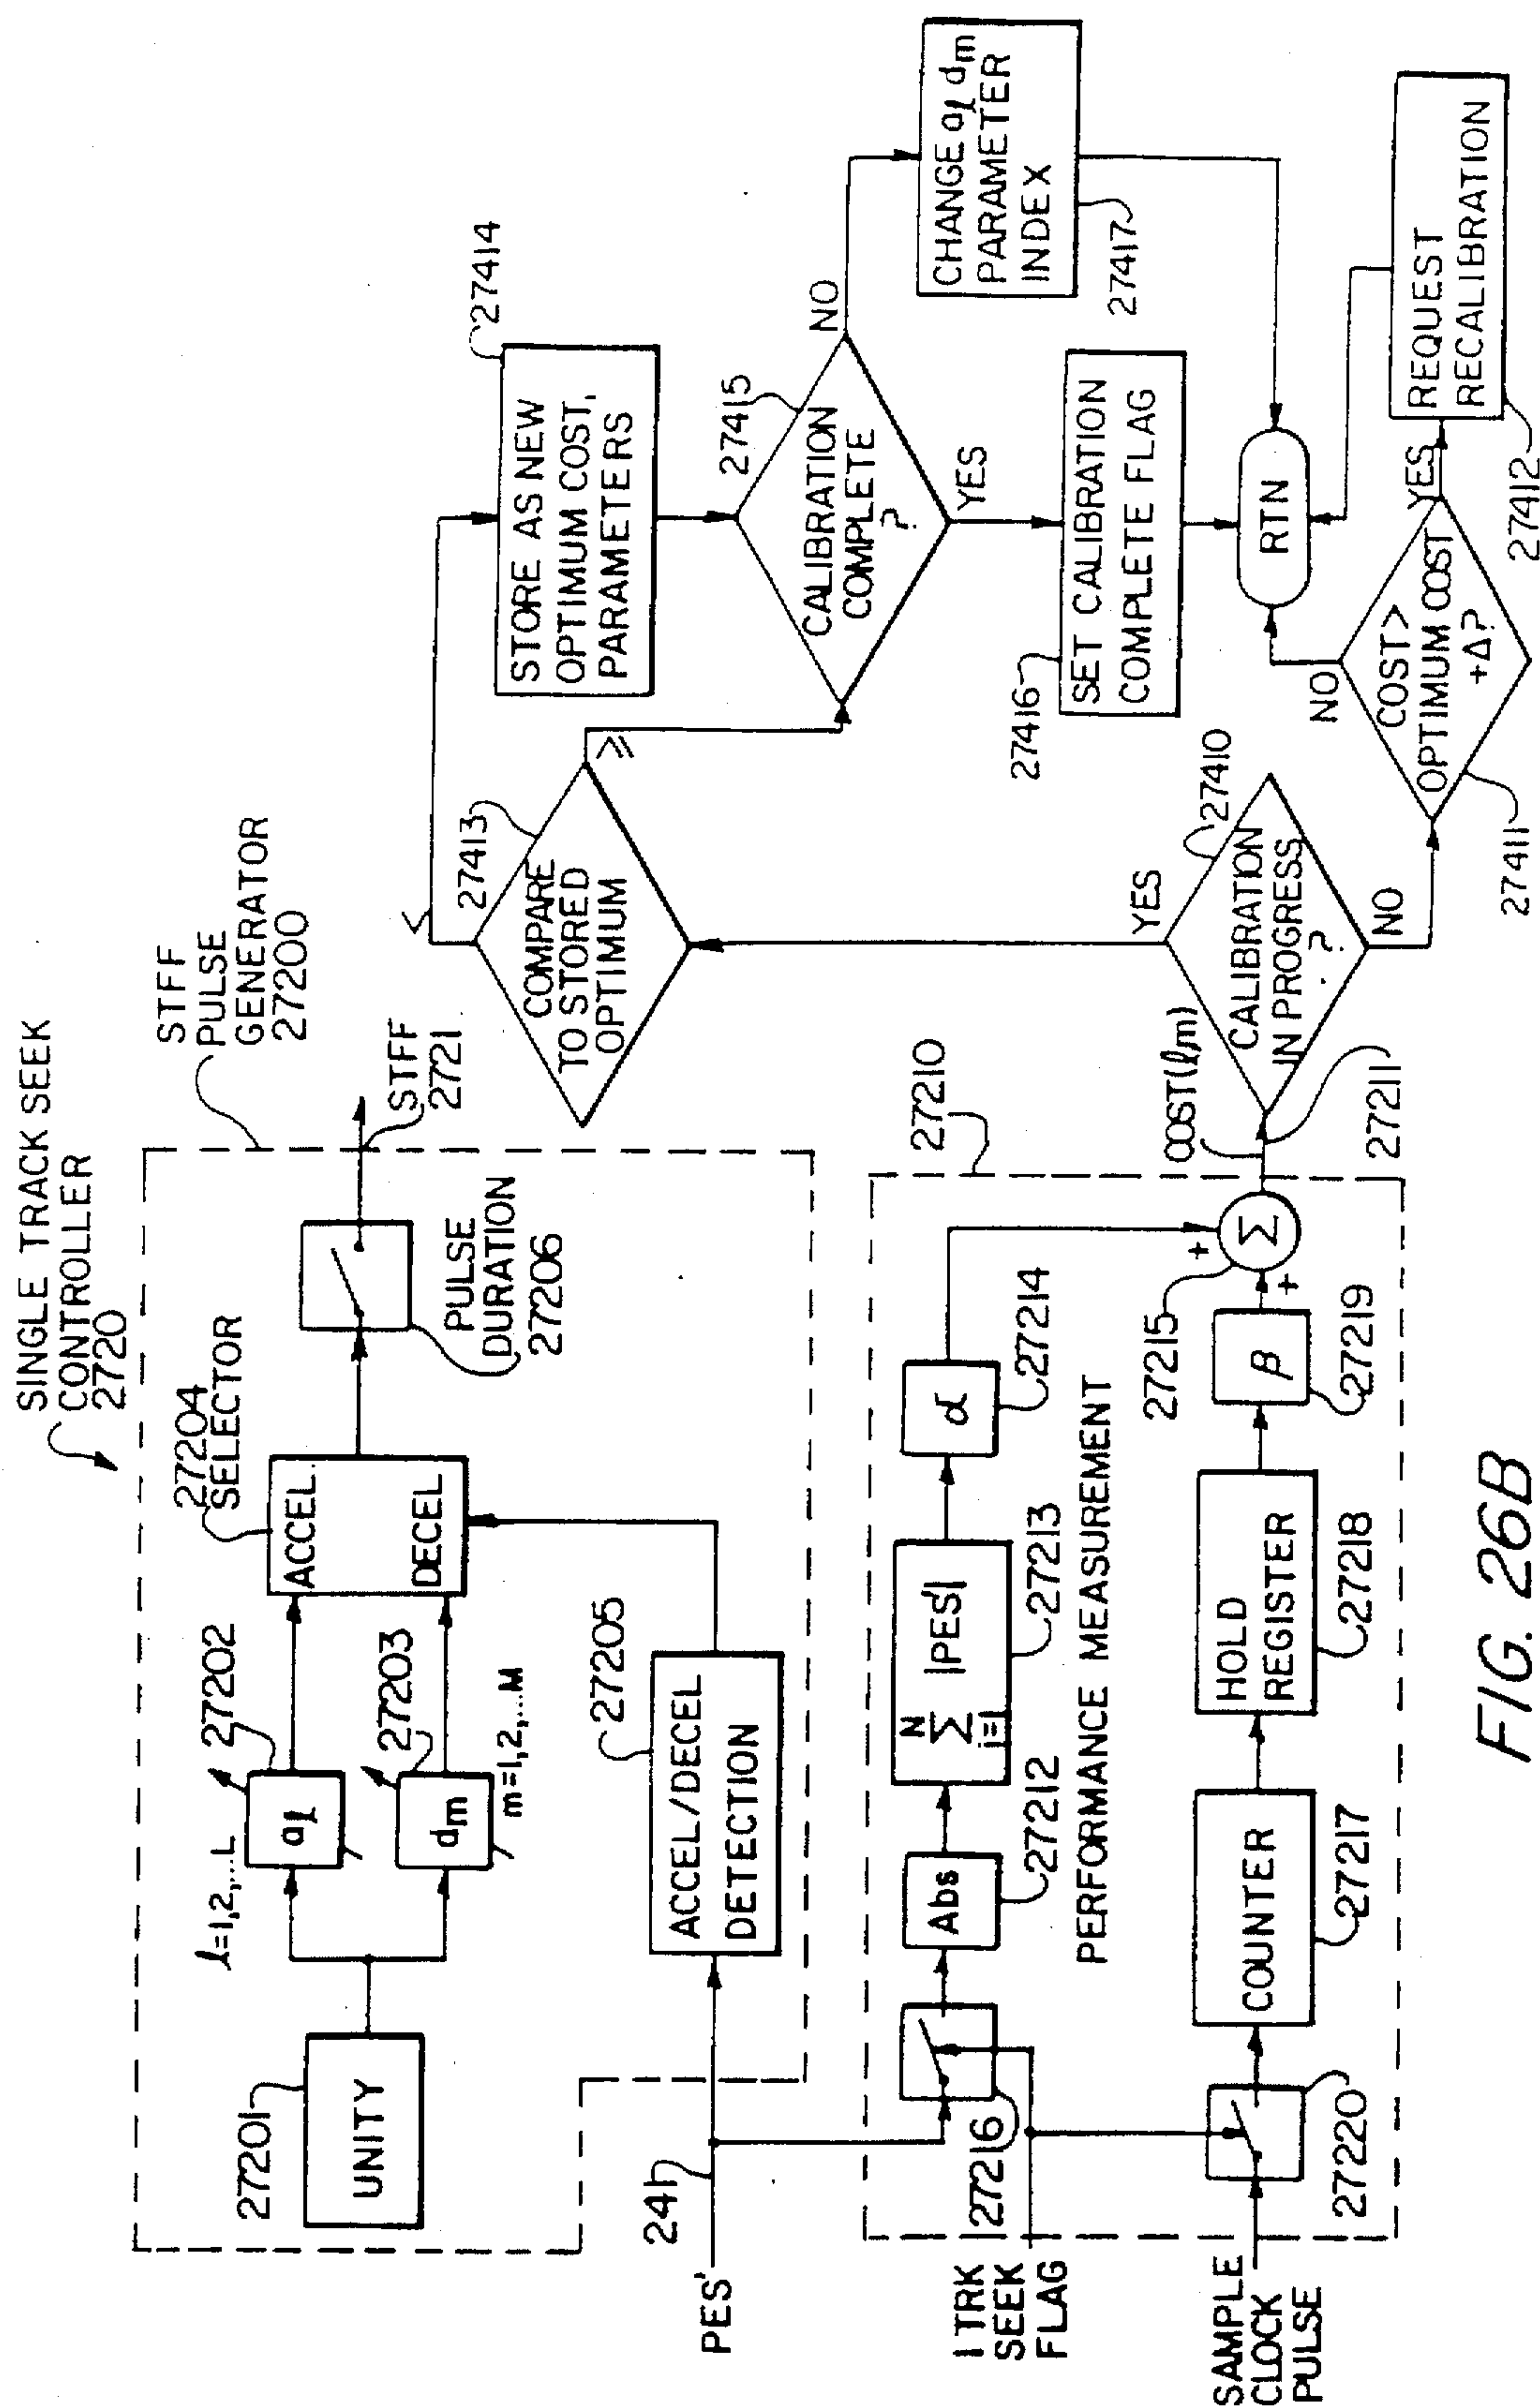 SINGLE TRACK SEEK
CONTROLLER
2720
STFF
PULSE
GENERATOR
27200
27201
UNITY
l=1,2,...L
27202
al
27203
dm
m=1,2,...M
27204
SELECTOR
ACCEL.
DECEL
PULSE
DURATION
27206
STFF
2721
27205
ACCEL/DECEL
DETECTION
241
PES'
1 TRK
SEEK
FLAG
SAMPLE
CLOCK
PULSE
27216
27220
Abs
27212
N
Σ |PES'|
i=1
27213
α
27214
PERFORMANCE MEASUREMENT
COUNTER
27217
HOLD
REGISTER
27218
β
27219
27215
+
+
Σ
27210
COST(l,m)
27211
CALIBRATION
IN PROGRESS
?
27410
YES
NO
COMPARE
TO STORED
OPTIMUM
27413
<
≥
STORE AS NEW
OPTIMUM COST,
PARAMETERS
27414
CALIBRATION
COMPLETE
?
27415
NO
YES
CHANGE al dm
PARAMETER
INDEX
27417
SET CALIBRATION
COMPLETE FLAG
27416
RTN
COST>
OPTIMUM COST
+Δ?
27411
NO
YES
REQUEST
RECALIBRATION
27412
FIG. 26B